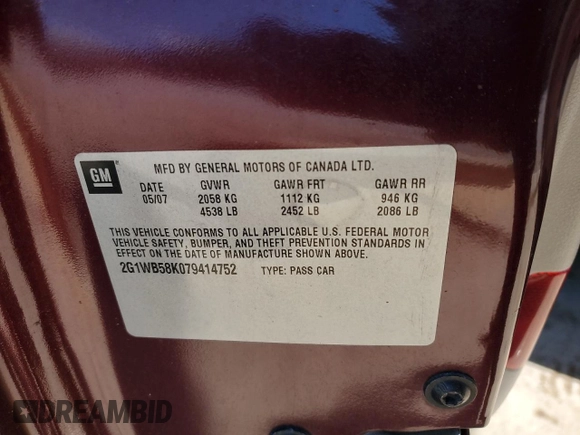 GM
MFD BY GENERAL MOTORS OF CANADA LTD.
DATE GVWR GAWR FRT GAWR RR
05/07 2058 KG 1112 KG 946 KG
4538 LB 2452 LB 2086 LB
THIS VEHICLE CONFORMS TO ALL APPLICABLE U.S. FEDERAL MOTOR
VEHICLE SAFETY, BUMPER, AND THEFT PREVENTION STANDARDS IN
EFFECT ON THE DATE OF MANUFACTURE SHOWN ABOVE.
2G1WB58K079414752 TYPE: PASS CAR
DREAMBID